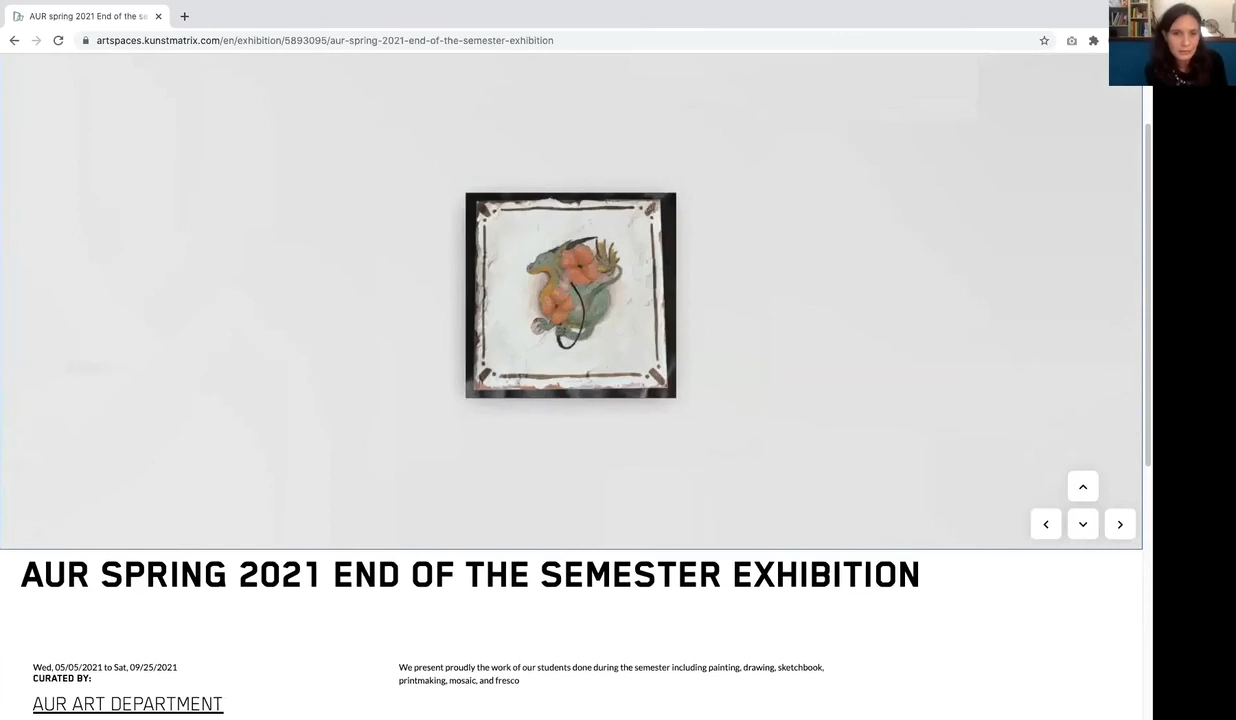 AUR spring 2021 End of the se
artspaces.kunstmatrix.com/en/exhibition/5893095/aur-spring-2021-end-of-the-semester-exhibition
AUR SPRING 2021 END OF THE SEMESTER EXHIBITION
Wed, 05/05/2021 to Sat, 09/25/2021
CURATED BY:
AUR ART DEPARTMENT
We present proudly the work of our students done during the semester including painting, drawing, sketchbook,
printmaking, mosaic, and fresco